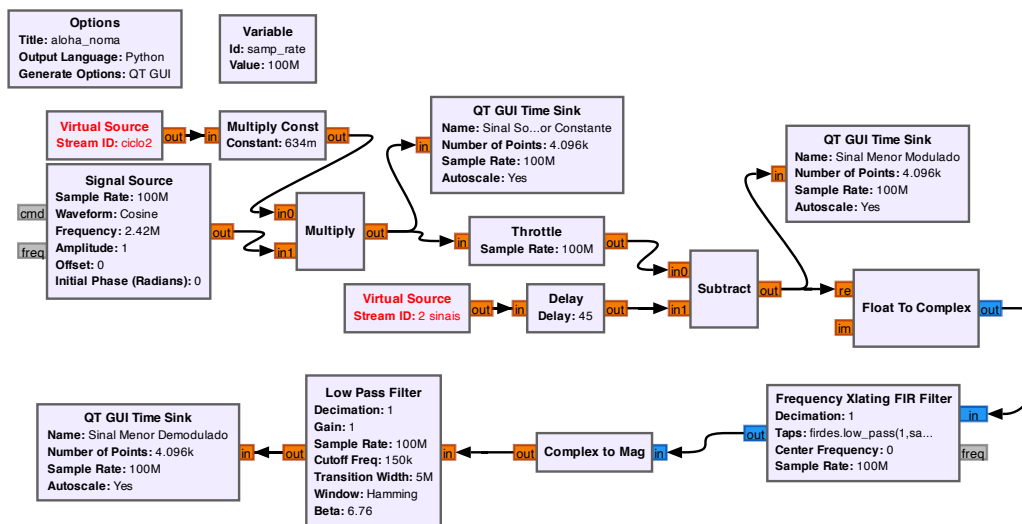 Options
Title: aloha_noma
Output Language: Python
Generate Options: QT GUI
Variable
Id: samp_rate
Value: 100M
Virtual Source
Stream ID: ciclo2
out
in
Multiply Const
Constant: 634m
out
in
QT GUI Time Sink
Name: Sinal So...or Constante
Number of Points: 4.096k
Sample Rate: 100M
Autoscale: Yes
in
QT GUI Time Sink
Name: Sinal Menor Modulado
Number of Points: 4.096k
Sample Rate: 100M
Autoscale: Yes
cmd
freq
Signal Source
Sample Rate: 100M
Waveform: Cosine
Frequency: 2.42M
Amplitude: 1
Offset: 0
Initial Phase (Radians): 0
out
in0
in1
Multiply
out
in
Throttle
Sample Rate: 100M
out
Virtual Source
Stream ID: 2 sinais
out
in
Delay
Delay: 45
out
in0
in1
Subtract
out
re
im
Float To Complex
out
QT GUI Time Sink
Name: Sinal Menor Demodulado
Number of Points: 4.096k
Sample Rate: 100M
Autoscale: Yes
in
out
Low Pass Filter
Decimation: 1
Gain: 1
Sample Rate: 100M
Cutoff Freq: 150k
Transition Width: 5M
Window: Hamming
Beta: 6.76
in
out
Complex to Mag
in
out
Frequency Xlating FIR Filter
Decimation: 1
Taps: firdes.low_pass(1,sa...
Center Frequency: 0
Sample Rate: 100M
in
freq